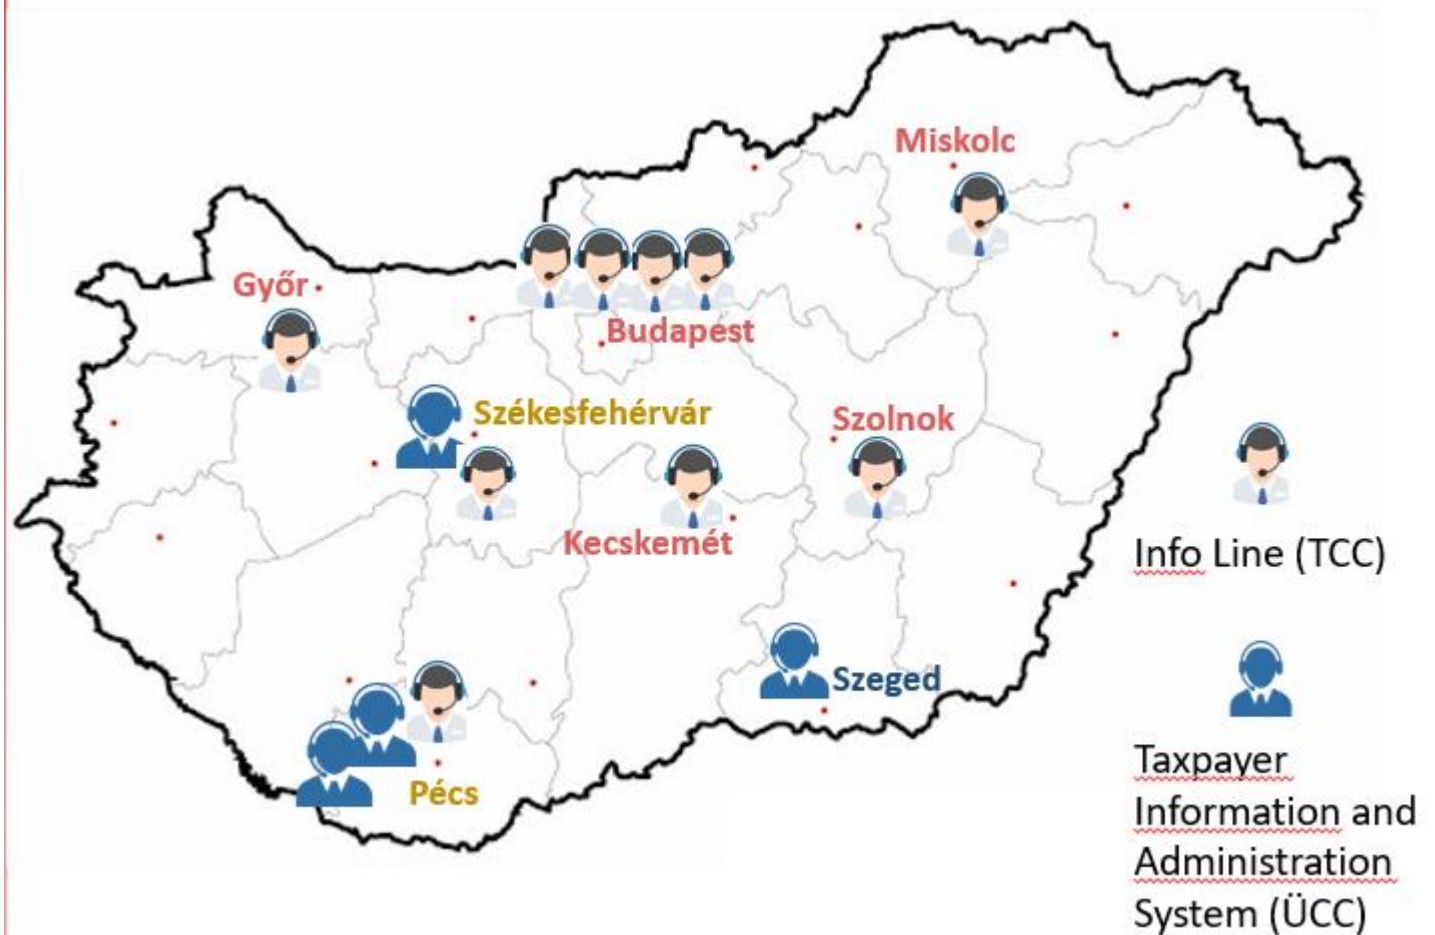 Miskolc
Győr
Budapest
Székesfehérvár
Szolnok
Kecskemét
Info Line (TCC)
Szeged
Pécs
Taxpayer
Information and
Administration
System (ÜCC)